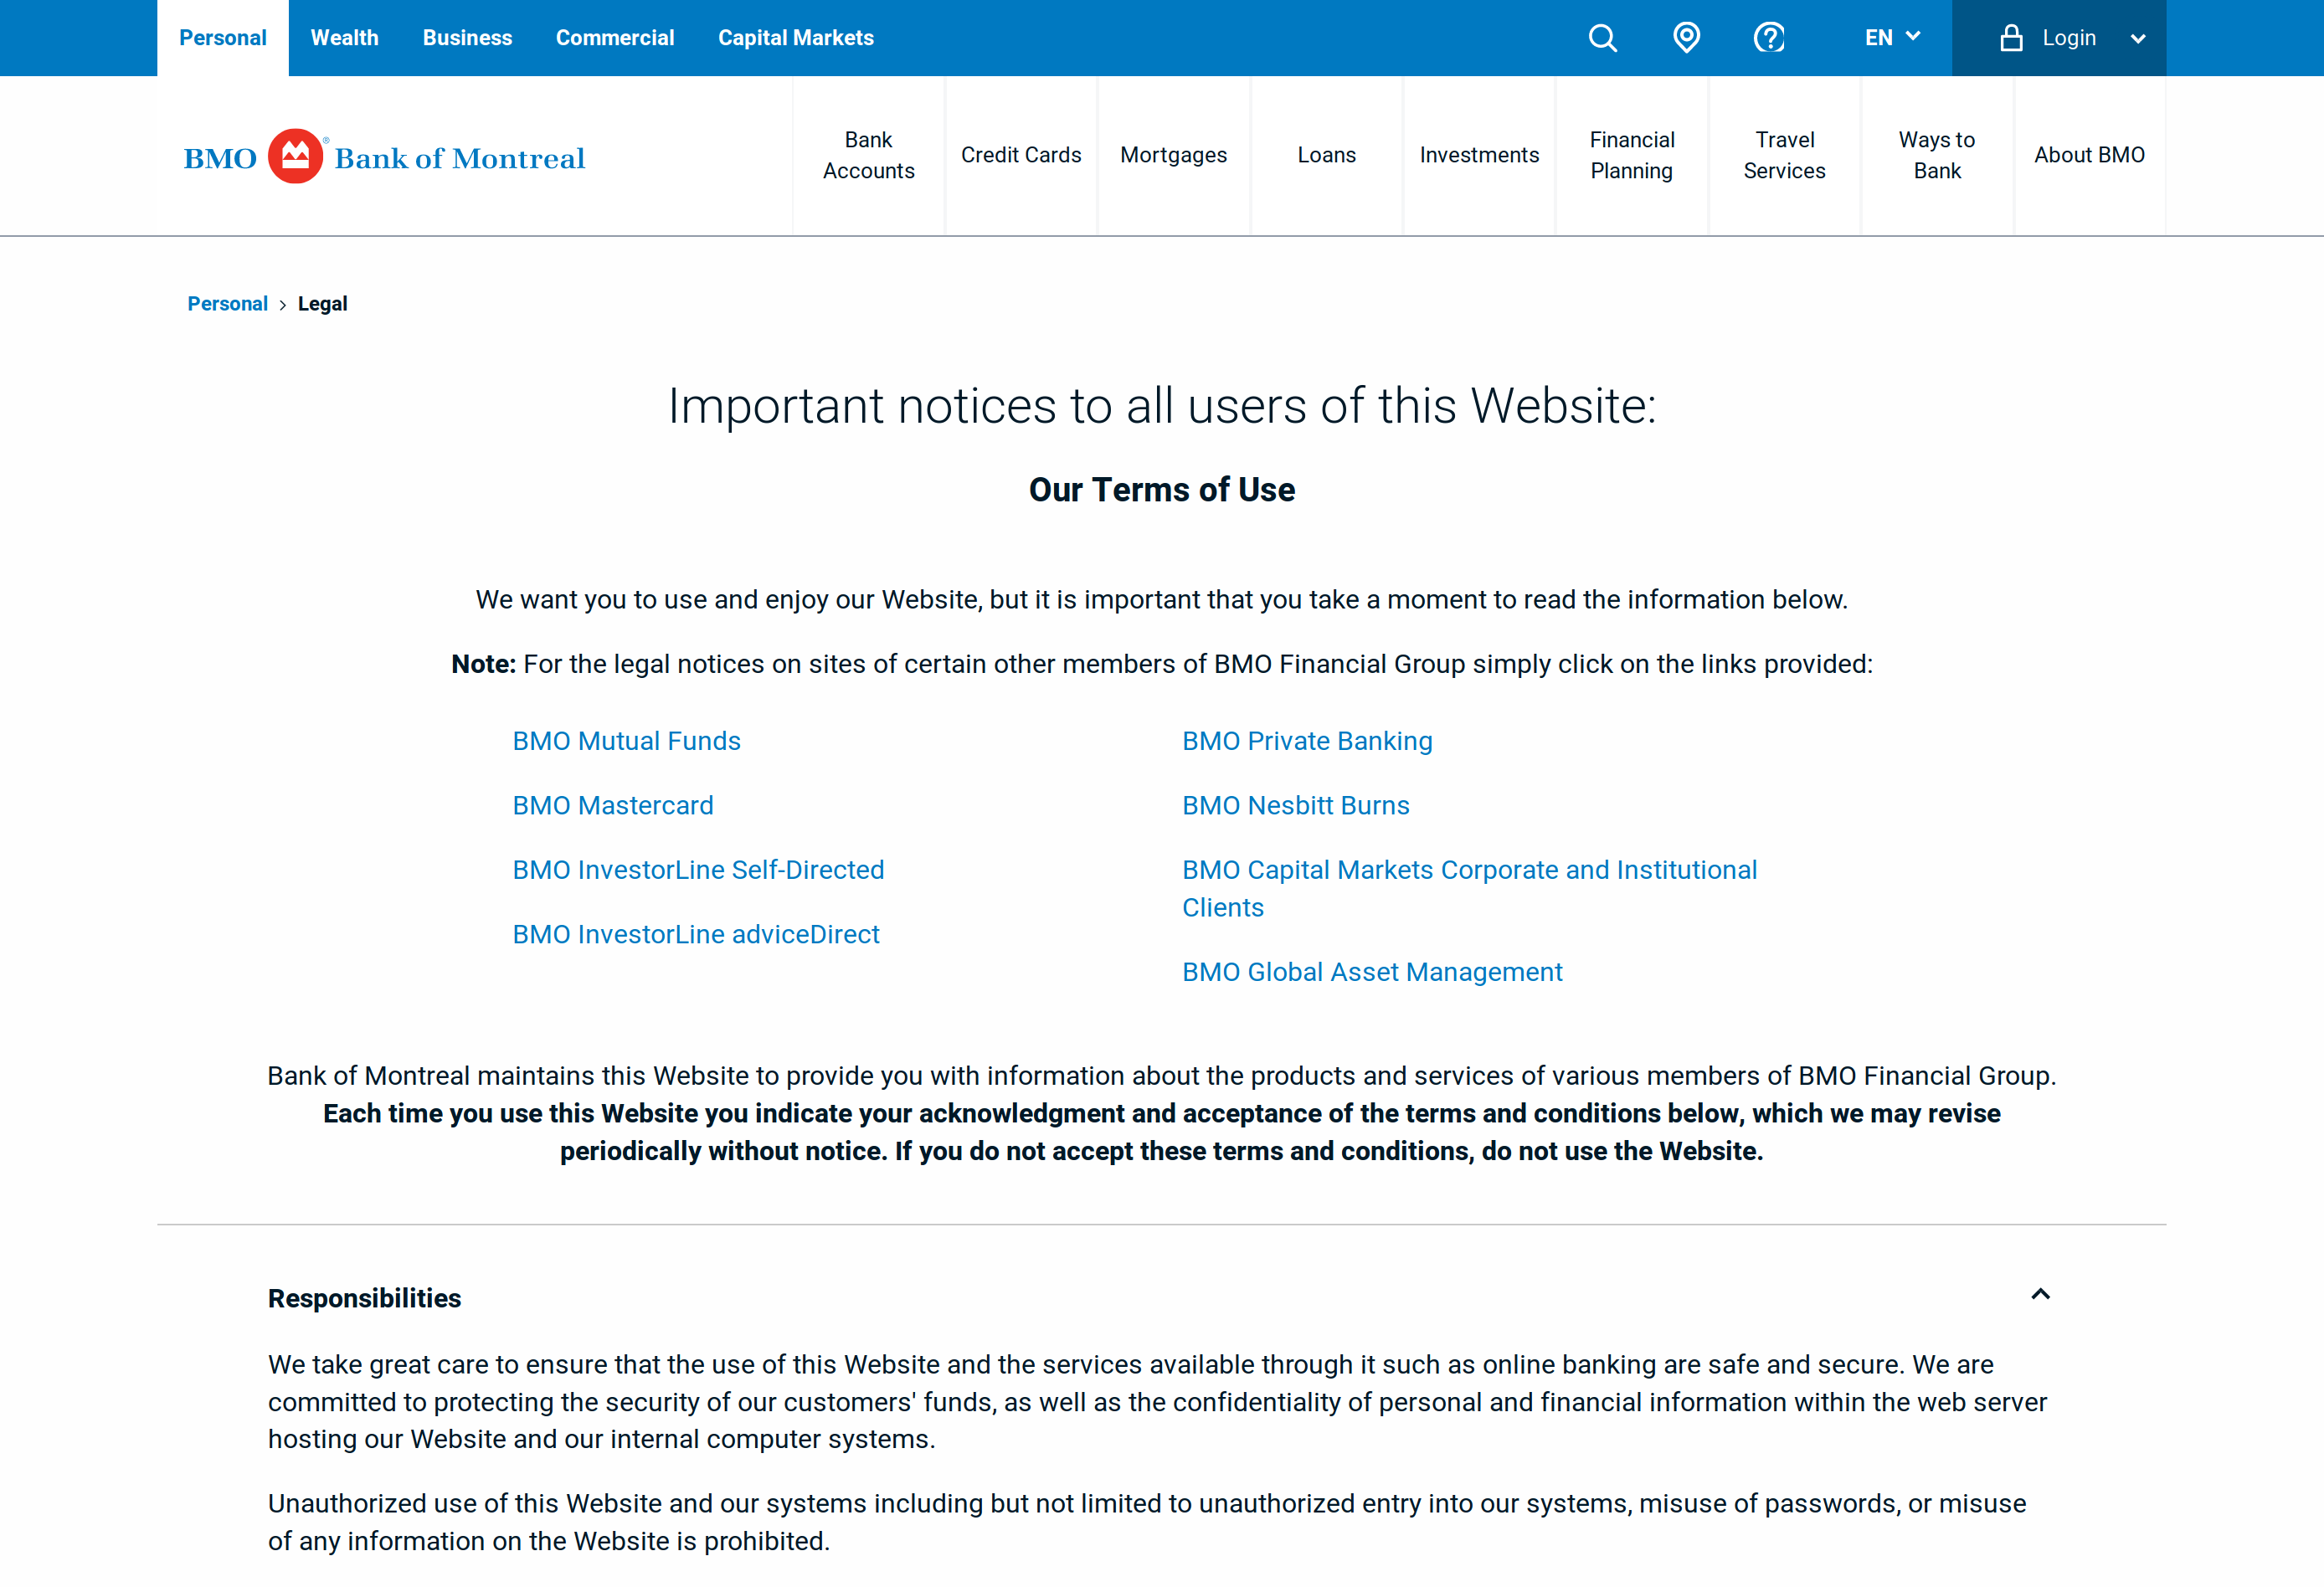 Personal Wealth Business Commercial Capital Markets EN Login
BMO Bank of Montreal®
Bank
Accounts
Credit Cards
Mortgages
Loans
Investments
Financial
Planning
Travel
Services
Ways to
Bank
About BMO
Personal > Legal
Important notices to all users of this Website:
Our Terms of Use
We want you to use and enjoy our Website, but it is important that you take a moment to read the information below.
Note: For the legal notices on sites of certain other members of BMO Financial Group simply click on the links provided:
BMO Mutual Funds
BMO Mastercard
BMO InvestorLine Self-Directed
BMO InvestorLine adviceDirect
BMO Private Banking
BMO Nesbitt Burns
BMO Capital Markets Corporate and Institutional
Clients
BMO Global Asset Management
Bank of Montreal maintains this Website to provide you with information about the products and services of various members of BMO Financial Group.
Each time you use this Website you indicate your acknowledgment and acceptance of the terms and conditions below, which we may revise
periodically without notice. If you do not accept these terms and conditions, do not use the Website.
Responsibilities
We take great care to ensure that the use of this Website and the services available through it such as online banking are safe and secure. We are
committed to protecting the security of our customers' funds, as well as the confidentiality of personal and financial information within the web server
hosting our Website and our internal computer systems.
Unauthorized use of this Website and our systems including but not limited to unauthorized entry into our systems, misuse of passwords, or misuse
of any information on the Website is prohibited.